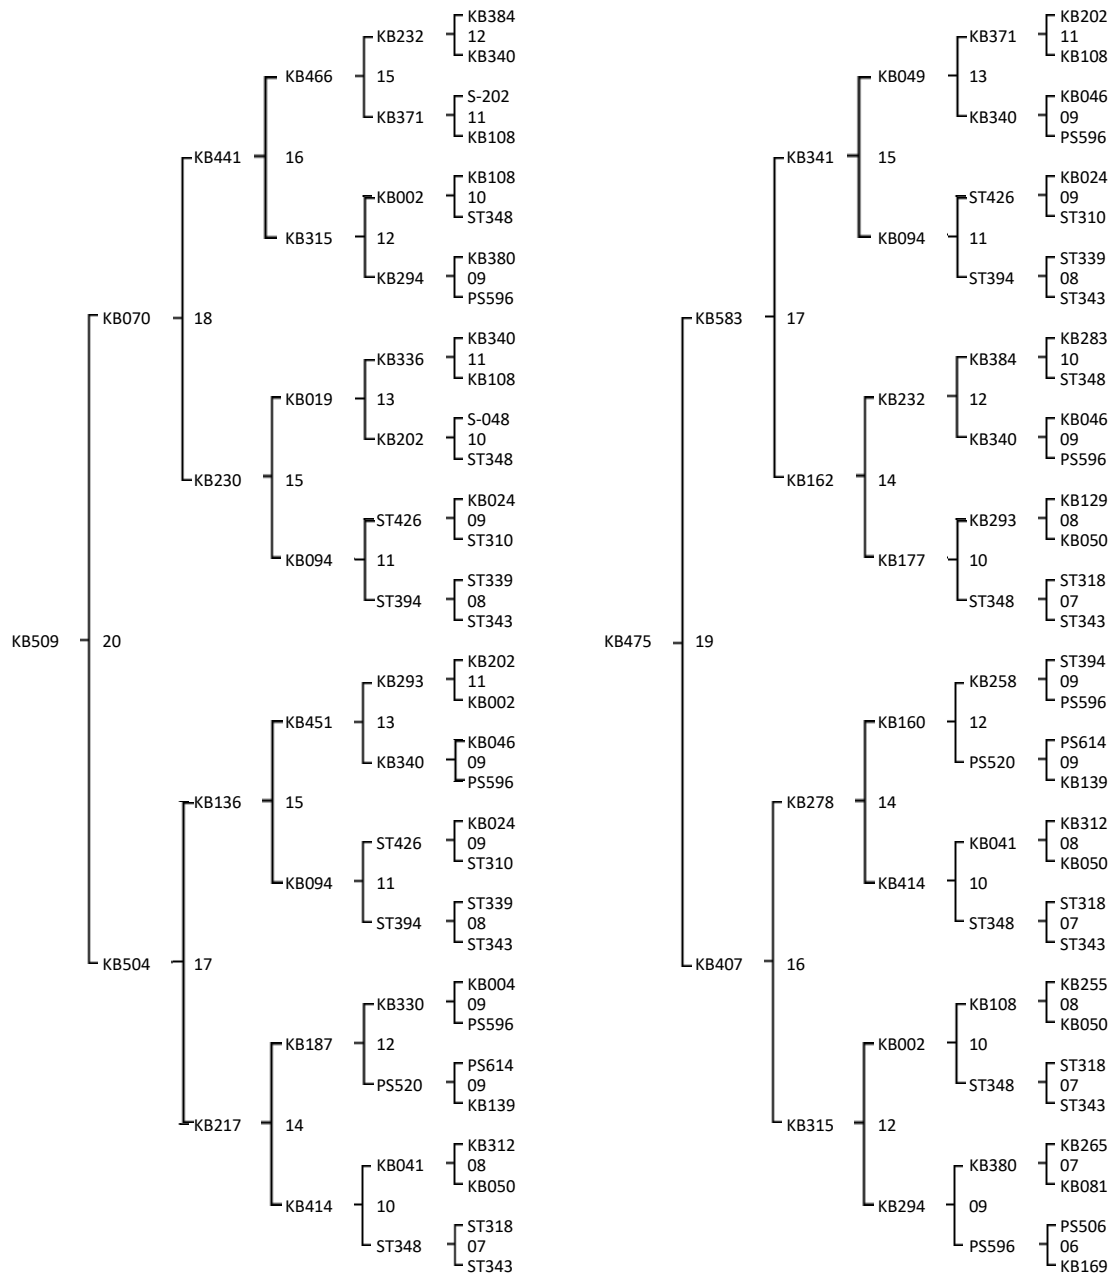 KB384
KB232 12
KB340
KB466 15
S-202
KB371 11
KB108
KB441 16
KB108
KB002 10
ST348
KB315 12
KB380
KB294 09
PS596
KB070 18
KB340
KB336 11
KB108
KB019 13
S-048
KB202 10
ST348
KB230 15
KB024
ST426 09
ST310
KB094 11
ST339
ST394 08
ST343
KB509 20
KB202
KB293 11
KB002
KB451 13
KB046
KB340 09
PS596
KB136 15
KB024
ST426 09
ST310
KB094 11
ST339
ST394 08
ST343
KB504 17
KB004
KB330 09
PS596
KB187 12
PS614
PS520 09
KB139
KB217 14
KB312
KB041 08
KB050
KB414 10
ST318
ST348 07
ST343
KB202
KB371 11
KB108
KB049 13
KB046
KB340 09
PS596
KB341 15
KB024
ST426 09
ST310
KB094 11
ST339
ST394 08
ST343
KB583 17
KB283
KB384 10
ST348
KB232 12
KB046
KB340 09
PS596
KB162 14
KB129
KB293 08
KB050
KB177 10
ST318
ST348 07
ST343
KB475 19
ST394
KB258 09
PS596
KB160 12
PS614
PS520 09
KB139
KB278 14
KB312
KB041 08
KB050
KB414 10
ST318
ST348 07
ST343
KB407 16
KB255
KB108 08
KB050
KB002 10
ST318
ST348 07
ST343
KB315 12
KB265
KB380 07
KB081
KB294 09
PS506
PS596 06
KB169